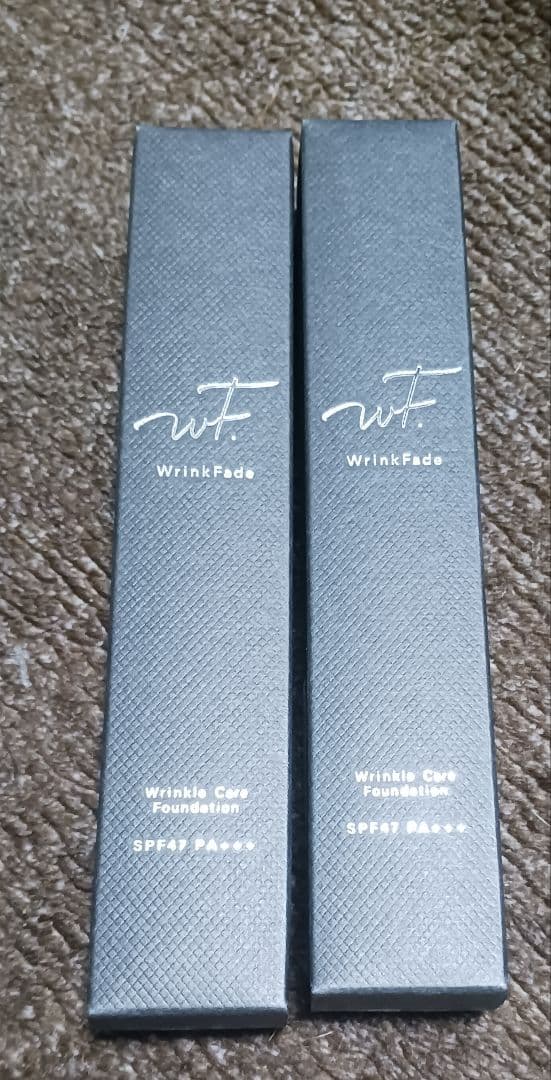 WF.
WrinkFade
Wrinkle Care
Foundation
SPF47 PA+++
WF.
WrinkFade
Wrinkle Care
Foundation
SPF47 PA+++